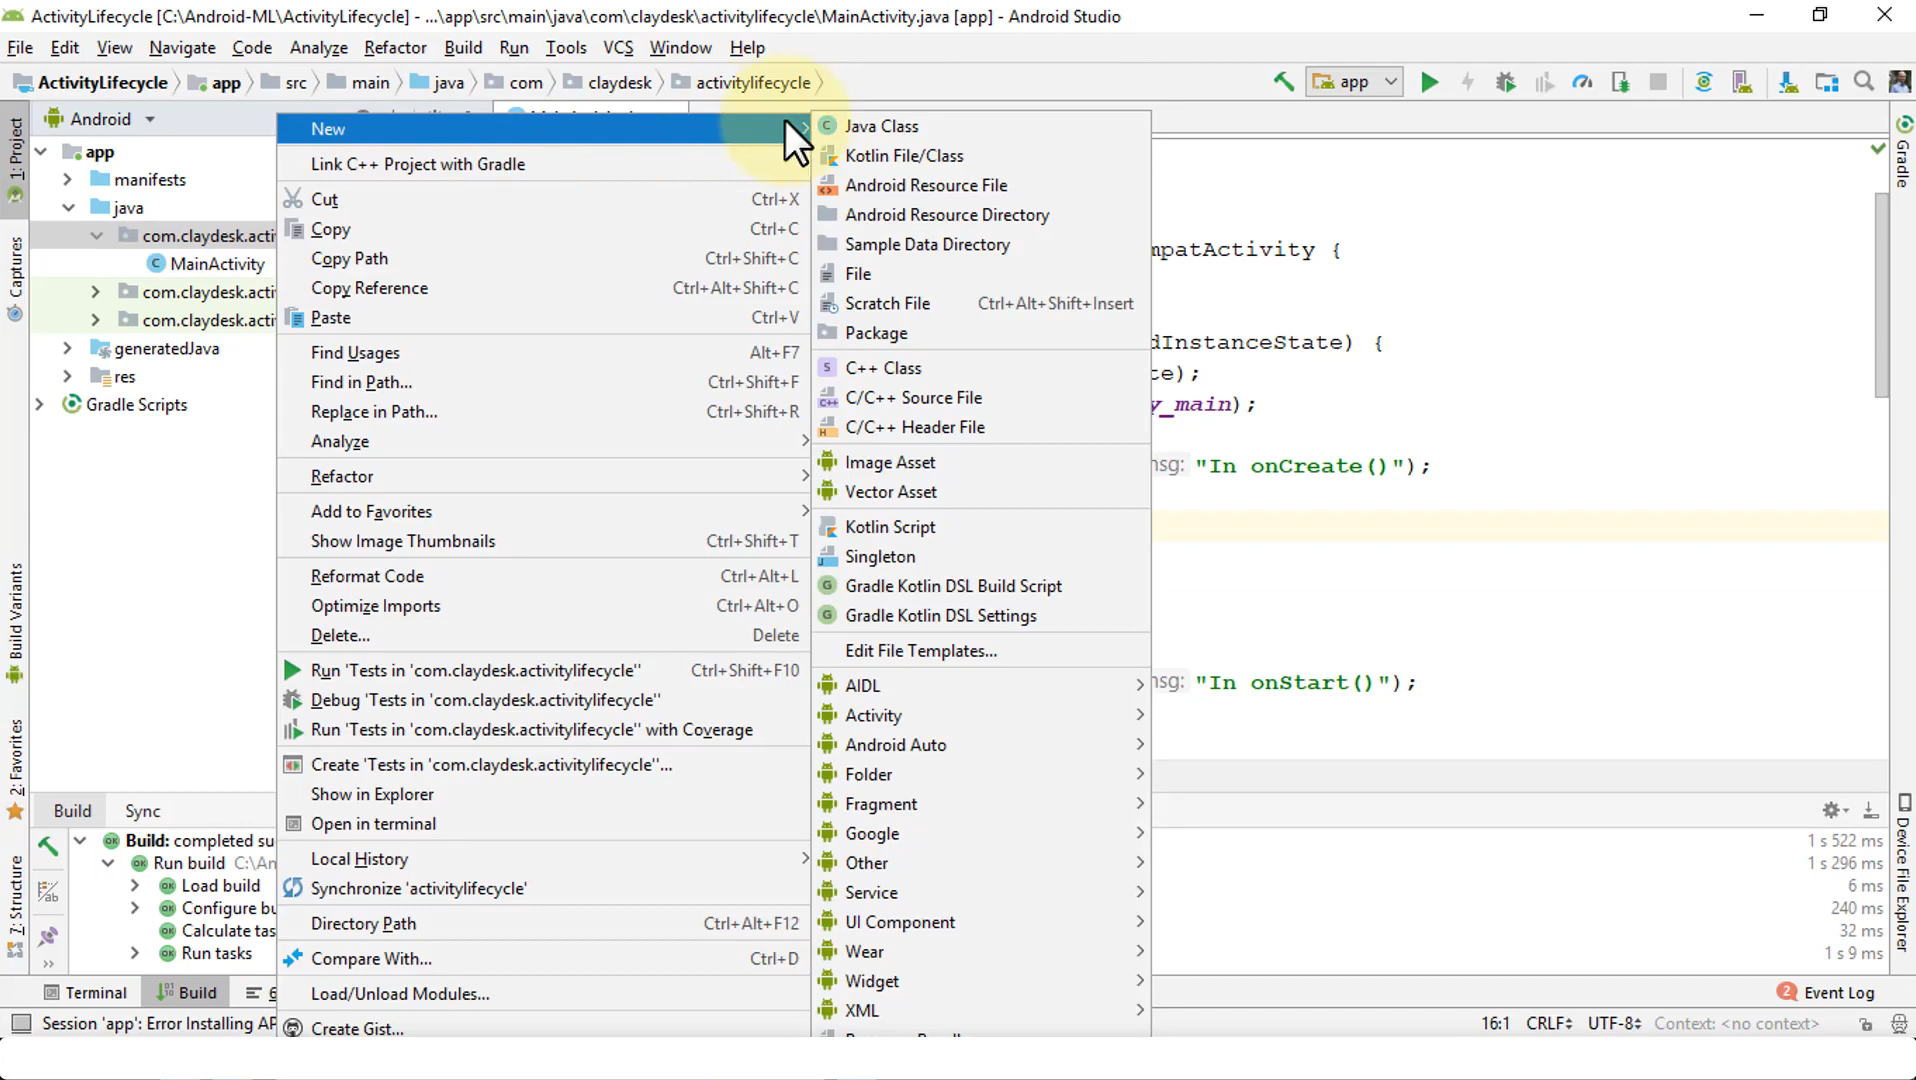 ActivityLifecycle [C:\Android-ML\ActivityLifecycle] - ...\app\src\main\java\com\claydesk\activitylifecycle\MainActivity.java [app] - Android Studio
File Edit View Navigate Code Analyze Refactor Build Run Tools VCS Window Help
ActivityLifecycle app src main java com claydesk activitylifecycle app
Android
1: Project
Captures
Build Variants
2: Favorites
7: Structure
app
manifests
java
com.claydesk.acti
MainActivity
com.claydesk.acti
com.claydesk.acti
generatedJava
res
Gradle Scripts
New
Link C++ Project with Gradle
Cut Ctrl+X
Copy Ctrl+C
Copy Path Ctrl+Shift+C
Copy Reference Ctrl+Alt+Shift+C
Paste Ctrl+V
Find Usages Alt+F7
Find in Path... Ctrl+Shift+F
Replace in Path... Ctrl+Shift+R
Analyze
Refactor
Add to Favorites
Show Image Thumbnails Ctrl+Shift+T
Reformat Code Ctrl+Alt+L
Optimize Imports Ctrl+Alt+O
Delete... Delete
Run 'Tests in 'com.claydesk.activitylifecycle'' Ctrl+Shift+F10
Debug 'Tests in 'com.claydesk.activitylifecycle''
Run 'Tests in 'com.claydesk.activitylifecycle'' with Coverage
Create 'Tests in 'com.claydesk.activitylifecycle''...
Show in Explorer
Open in terminal
Local History
Synchronize 'activitylifecycle'
Directory Path Ctrl+Alt+F12
Compare With... Ctrl+D
Load/Unload Modules...
Create Gist...
Java Class
Kotlin File/Class
Android Resource File
Android Resource Directory
Sample Data Directory
File
Scratch File Ctrl+Alt+Shift+Insert
Package
C++ Class
C/C++ Source File
C/C++ Header File
Image Asset
Vector Asset
Kotlin Script
Singleton
Gradle Kotlin DSL Build Script
Gradle Kotlin DSL Settings
Edit File Templates...
AIDL
Activity
Android Auto
Folder
Fragment
Google
Other
Service
UI Component
Wear
Widget
XML
mpatActivity {
dInstanceState) {
te);
y_main);
msg: "In onCreate()");
msg: "In onStart()");
Gradle
Device File Explorer
Build Sync
Build: completed su 1 s 522 ms
Run build C:\An 1 s 296 ms
Load build 6 ms
Configure bu 240 ms
Calculate tas 32 ms
Run tasks 1 s 9 ms
Terminal Build 6 2 Event Log
Session 'app': Error Installing AP 16:1 CRLF UTF-8 Context: <no context>